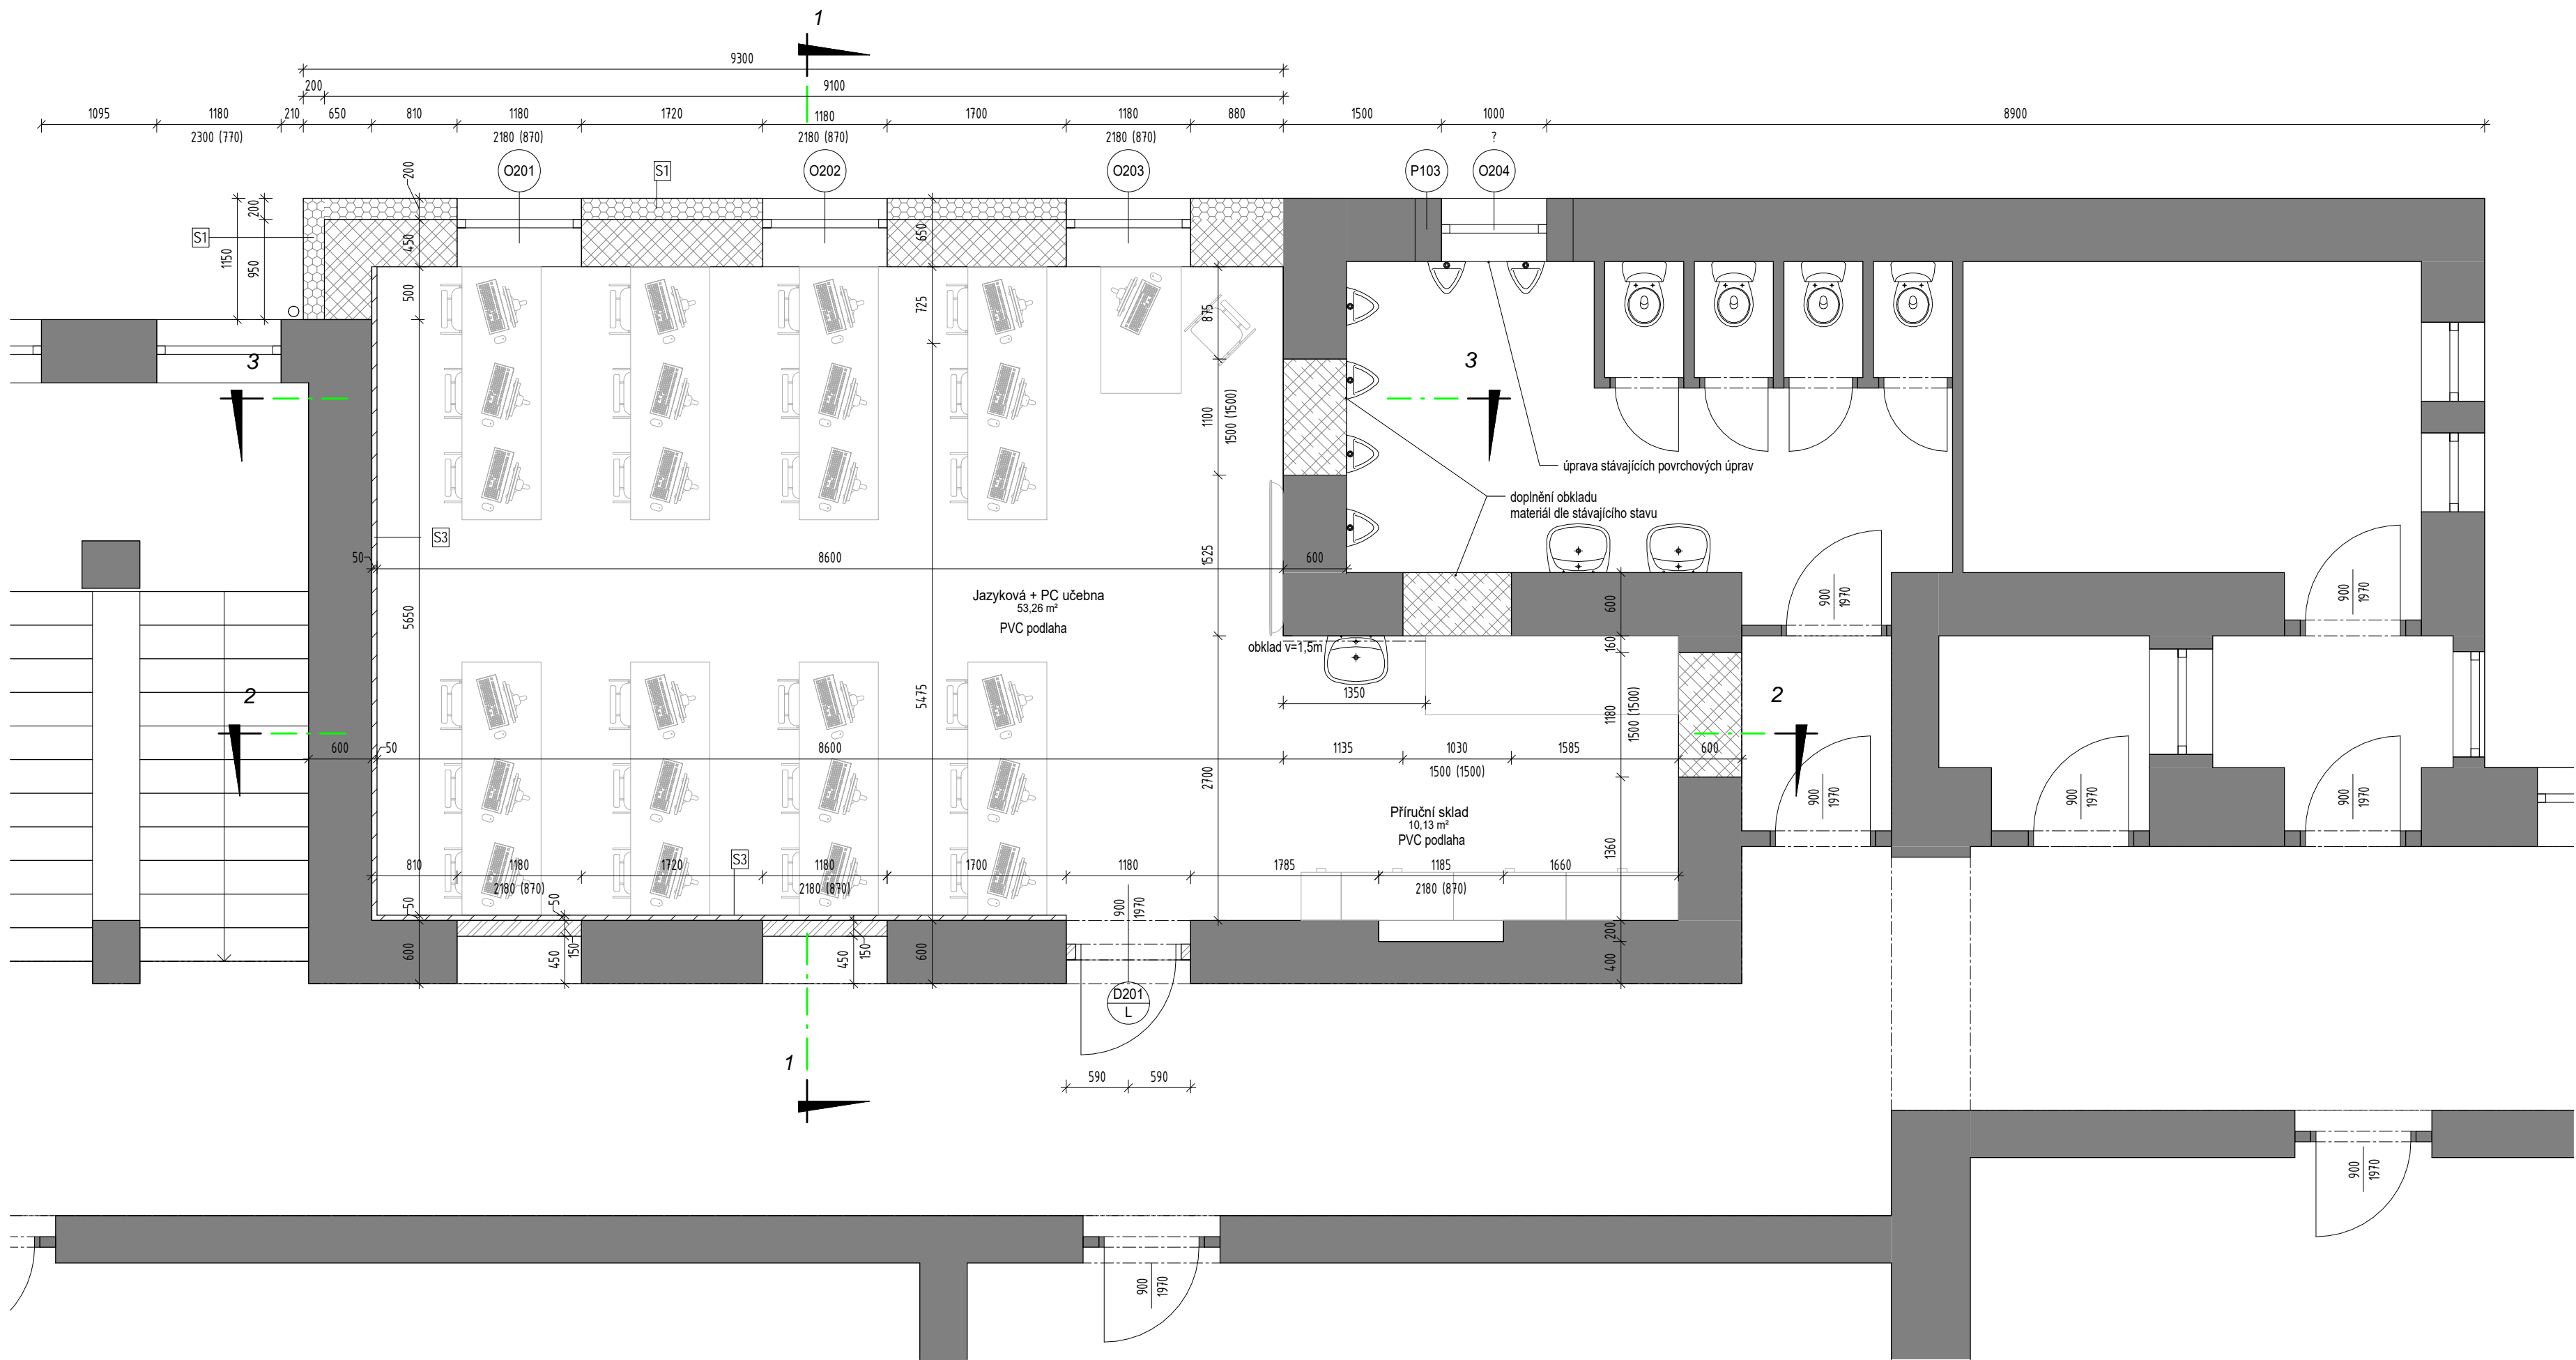 1
9300
200 9100
1095 1180 210 650 810 1180 1720 1180 1700 1180 880 1500 1000 8900
2300 (770) 2180 (870) 2180 (870) 2180 (870) ?
O201 S1 O202 O203 P103 O204
200
200
S1
1150
950
450
650
500
725
875
3
3
1100
1500 (1500)
úprava stávajících povrchových úprav
doplnění obkladu
materiál dle stávajícího stavu
S3
50 8600 1525 600
Jazyková + PC učebna
53,26 m²
PVC podlaha
5650
600
900
1970
900
1970
160
obklad v=1,5m
2
1350
5475
1180
1500 (1500)
2
600 50 8600 1135 1030 1585 600
1500 (1500)
2700
900
1970
900
1970
900
1970
Příruční sklad
10,13 m²
PVC podlaha
1360
S3
810 1180 1720 1180 1700 1180 1785 1185 1660
2180 (870) 2180 (870) 2180 (870)
50
50
900
1970
600
450
150
450
150
600
200
400
D201
L
1
590 590
900
1970
900
1970